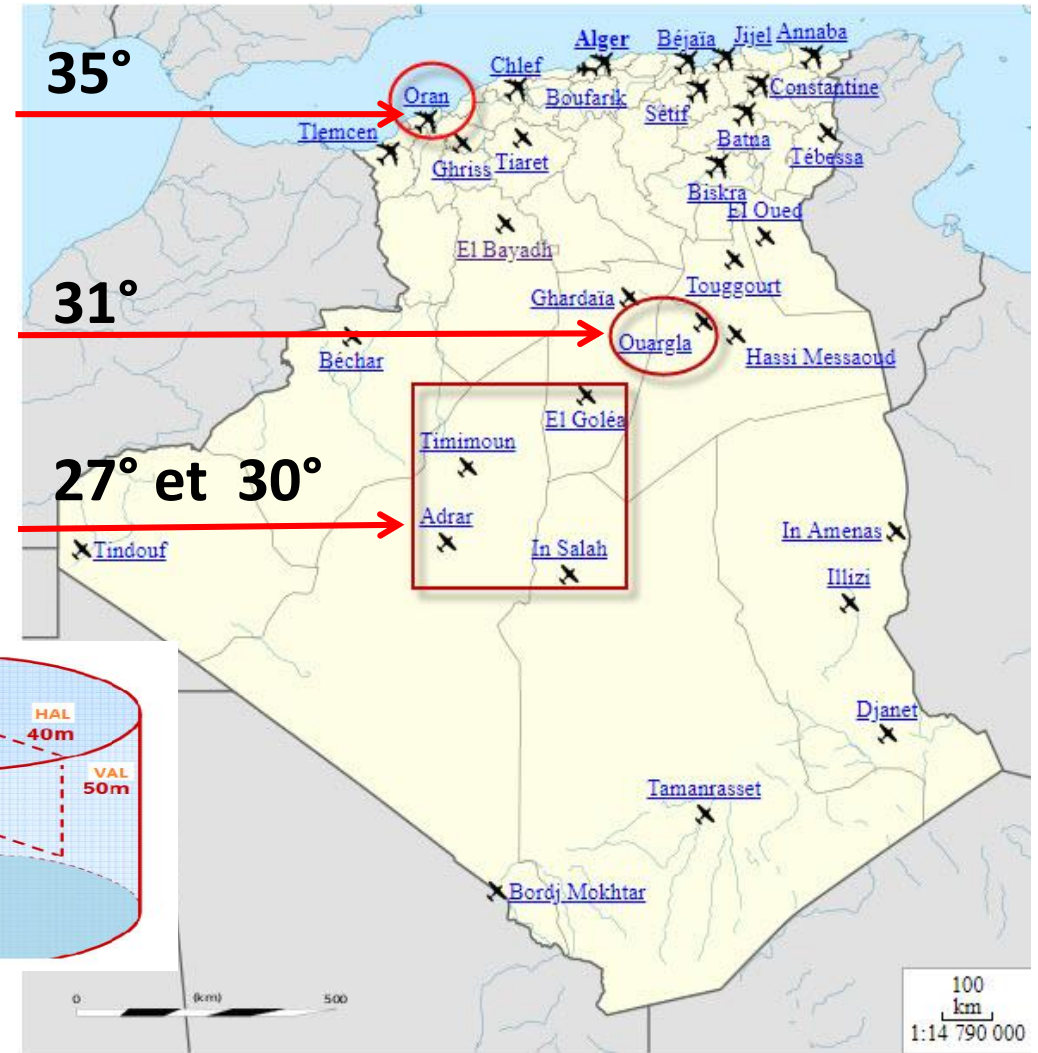 35°
Alger
Béjaïa
Jijel
Annaba
Chlef
Constantine
Oran
Boufarik
Sétif
Tlemcen
Batna
Ghriss
Tiaret
Tébessa
Biskra
El Oued
El Bayadh
Touggourt
31°
Ghardaïa
Ouargla
Hassi Messaoud
Béchar
El Goléa
Timimoun
27° et 30°
Adrar
In Salah
In Amenas
Tindouf
Illizi
HAL
40m
VAL
50m
Djanet
Tamanrasset
Bordj Mokhtar
0 (km) 500
100
km
1:14 790 000